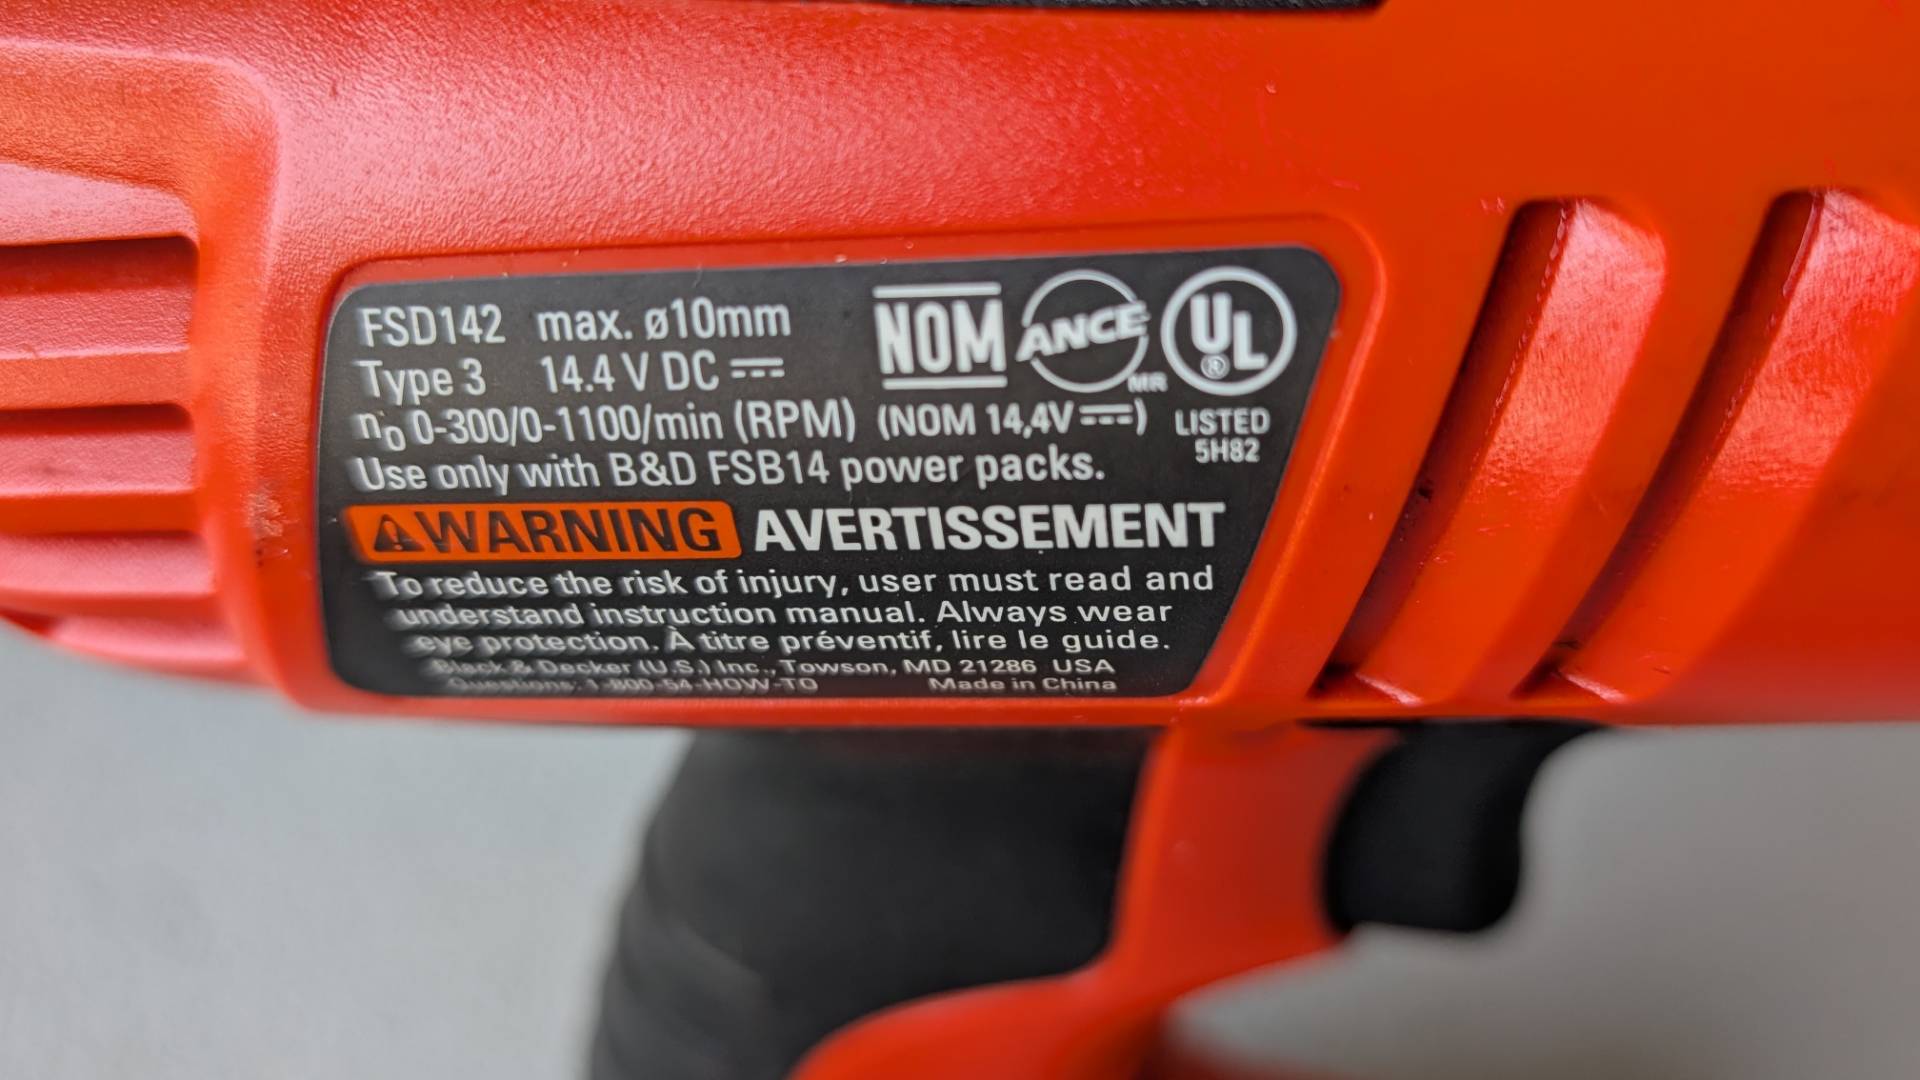 FSD142 max. ø10mm
Type 3 14.4 V DC ⎓
NOM ANCE MR UL ®
n₀ 0-300/0-1100/min (RPM) (NOM 14,4V ⎓)
LISTED
5H82
Use only with B&D FSB14 power packs.
⚠WARNING AVERTISSEMENT
To reduce the risk of injury, user must read and
understand instruction manual. Always wear
eye protection. À titre préventif, lire le guide.
Black & Decker (U.S.) Inc., Towson, MD 21286 USA
Questions: 1-800-54-HOW-TO Made in China